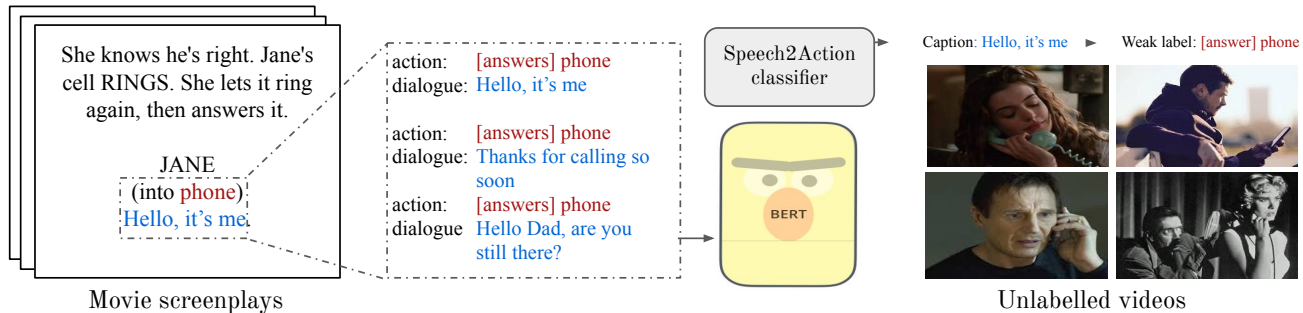 She knows he's right. Jane's
cell RINGS. She lets it ring
again, then answers it.
JANE
(into phone)
Hello, it's me.
Movie screenplays
action: [answers] phone
dialogue: Hello, it's me
action: [answers] phone
dialogue: Thanks for calling so
soon
action: [answers] phone
dialogue Hello Dad, are you
still there?
Speech2Action
classifier
BERT
Caption: Hello, it's me
Weak label: [answer] phone
Unlabelled videos